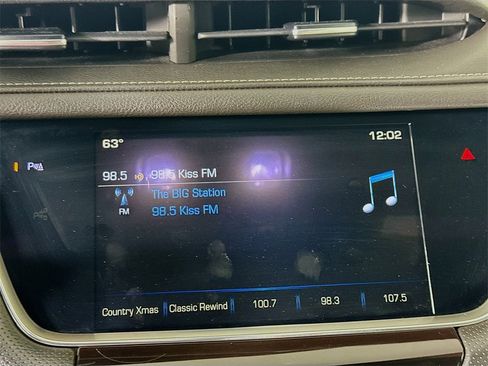 63° 12:02
98.5 98.5 Kiss FM
The BIG Station
FM 98.5 Kiss FM
Country Xmas Classic Rewind 100.7 98.3 107.5